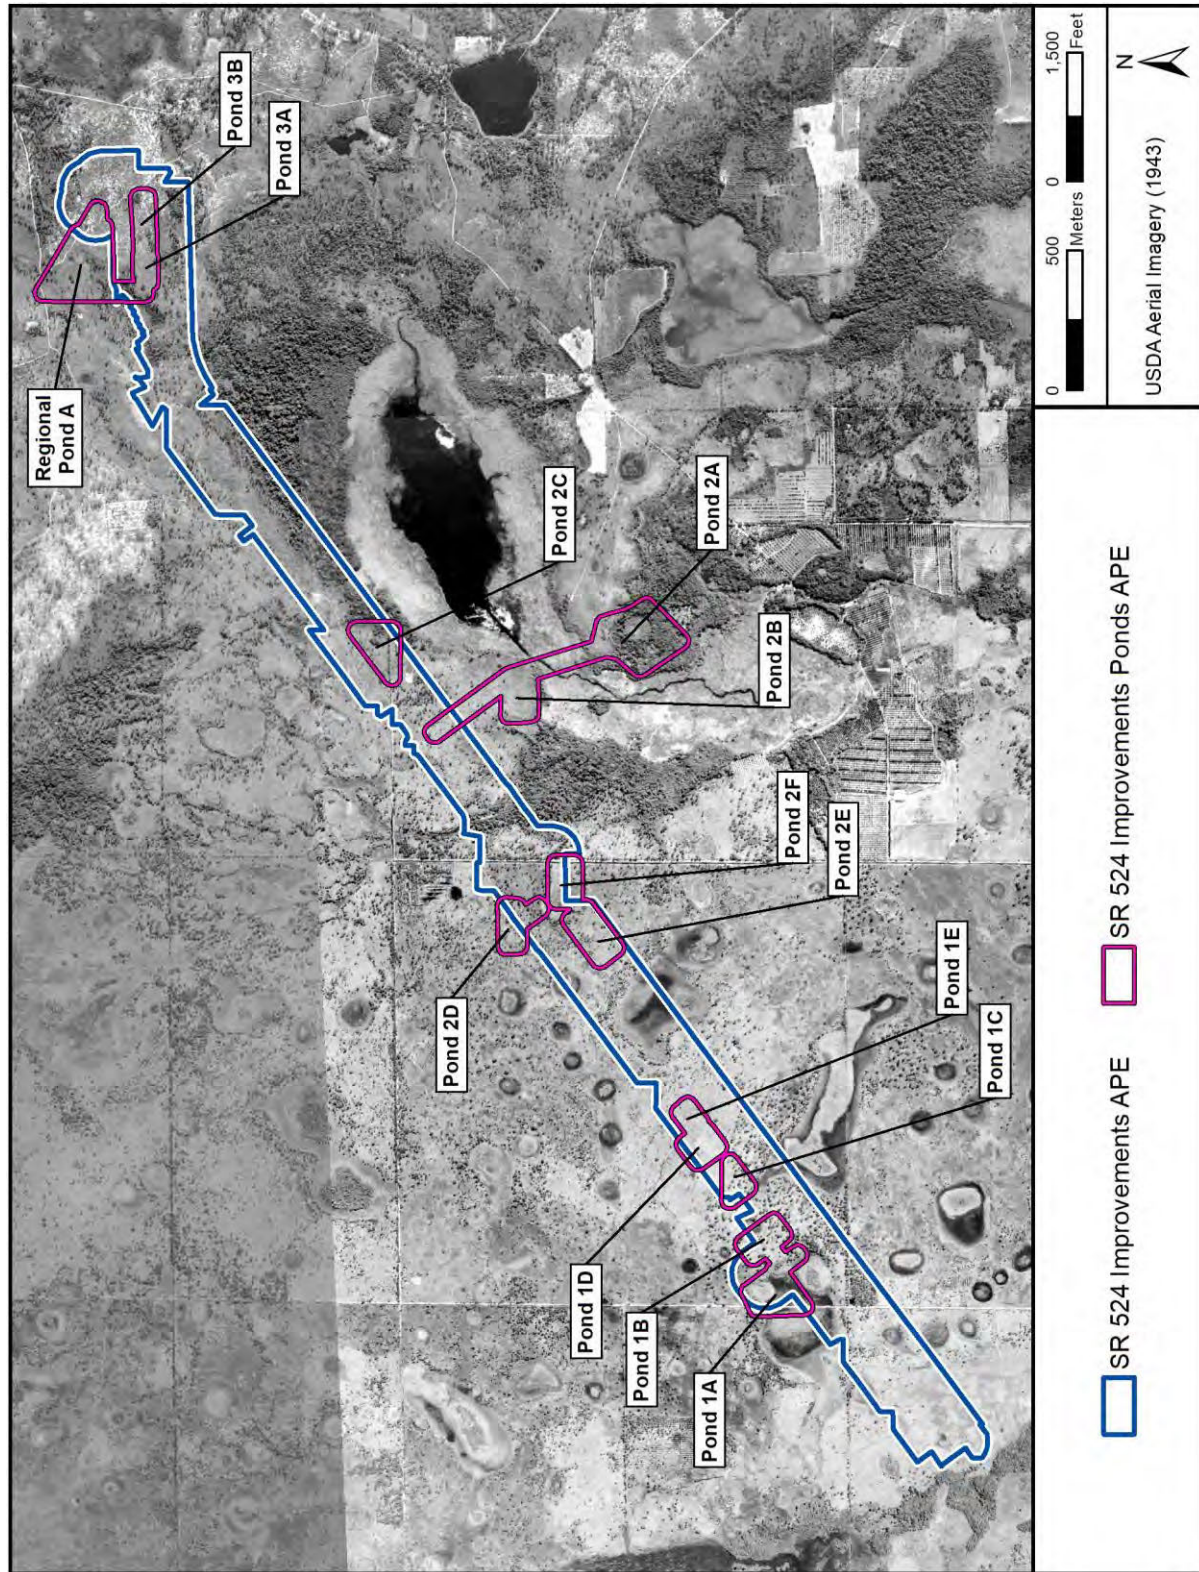 Regional
Pond A
Pond 3B
Pond 3A
Pond 2C
Pond 2A
Pond 2B
Pond 2D
Pond 2F
Pond 2E
Pond 1D
Pond 1B
Pond 1A
Pond 1E
Pond 1C
SR 524 Improvements APE
SR 524 Improvements Ponds APE
0 1,500
Feet
0 500
Meters
N
USDA Aerial Imagery (1943)